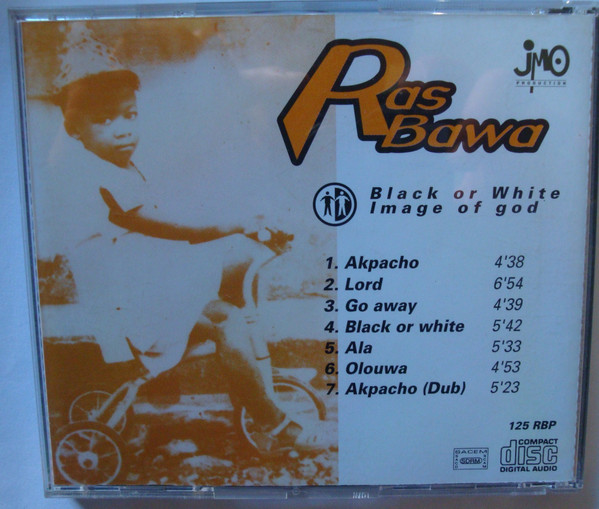 Ras
Bawa
JMO
PRODUCTION
Black or White
Image of god
1. Akpacho 4'38
2. Lord 6'54
3. Go away 4'39
4. Black or white 5'42
5. Ala 5'33
6. Olouwa 4'53
7. Akpacho (Dub) 5'23
125 RBP
SACEM
SDRM
COMPACT
disc
DIGITAL AUDIO